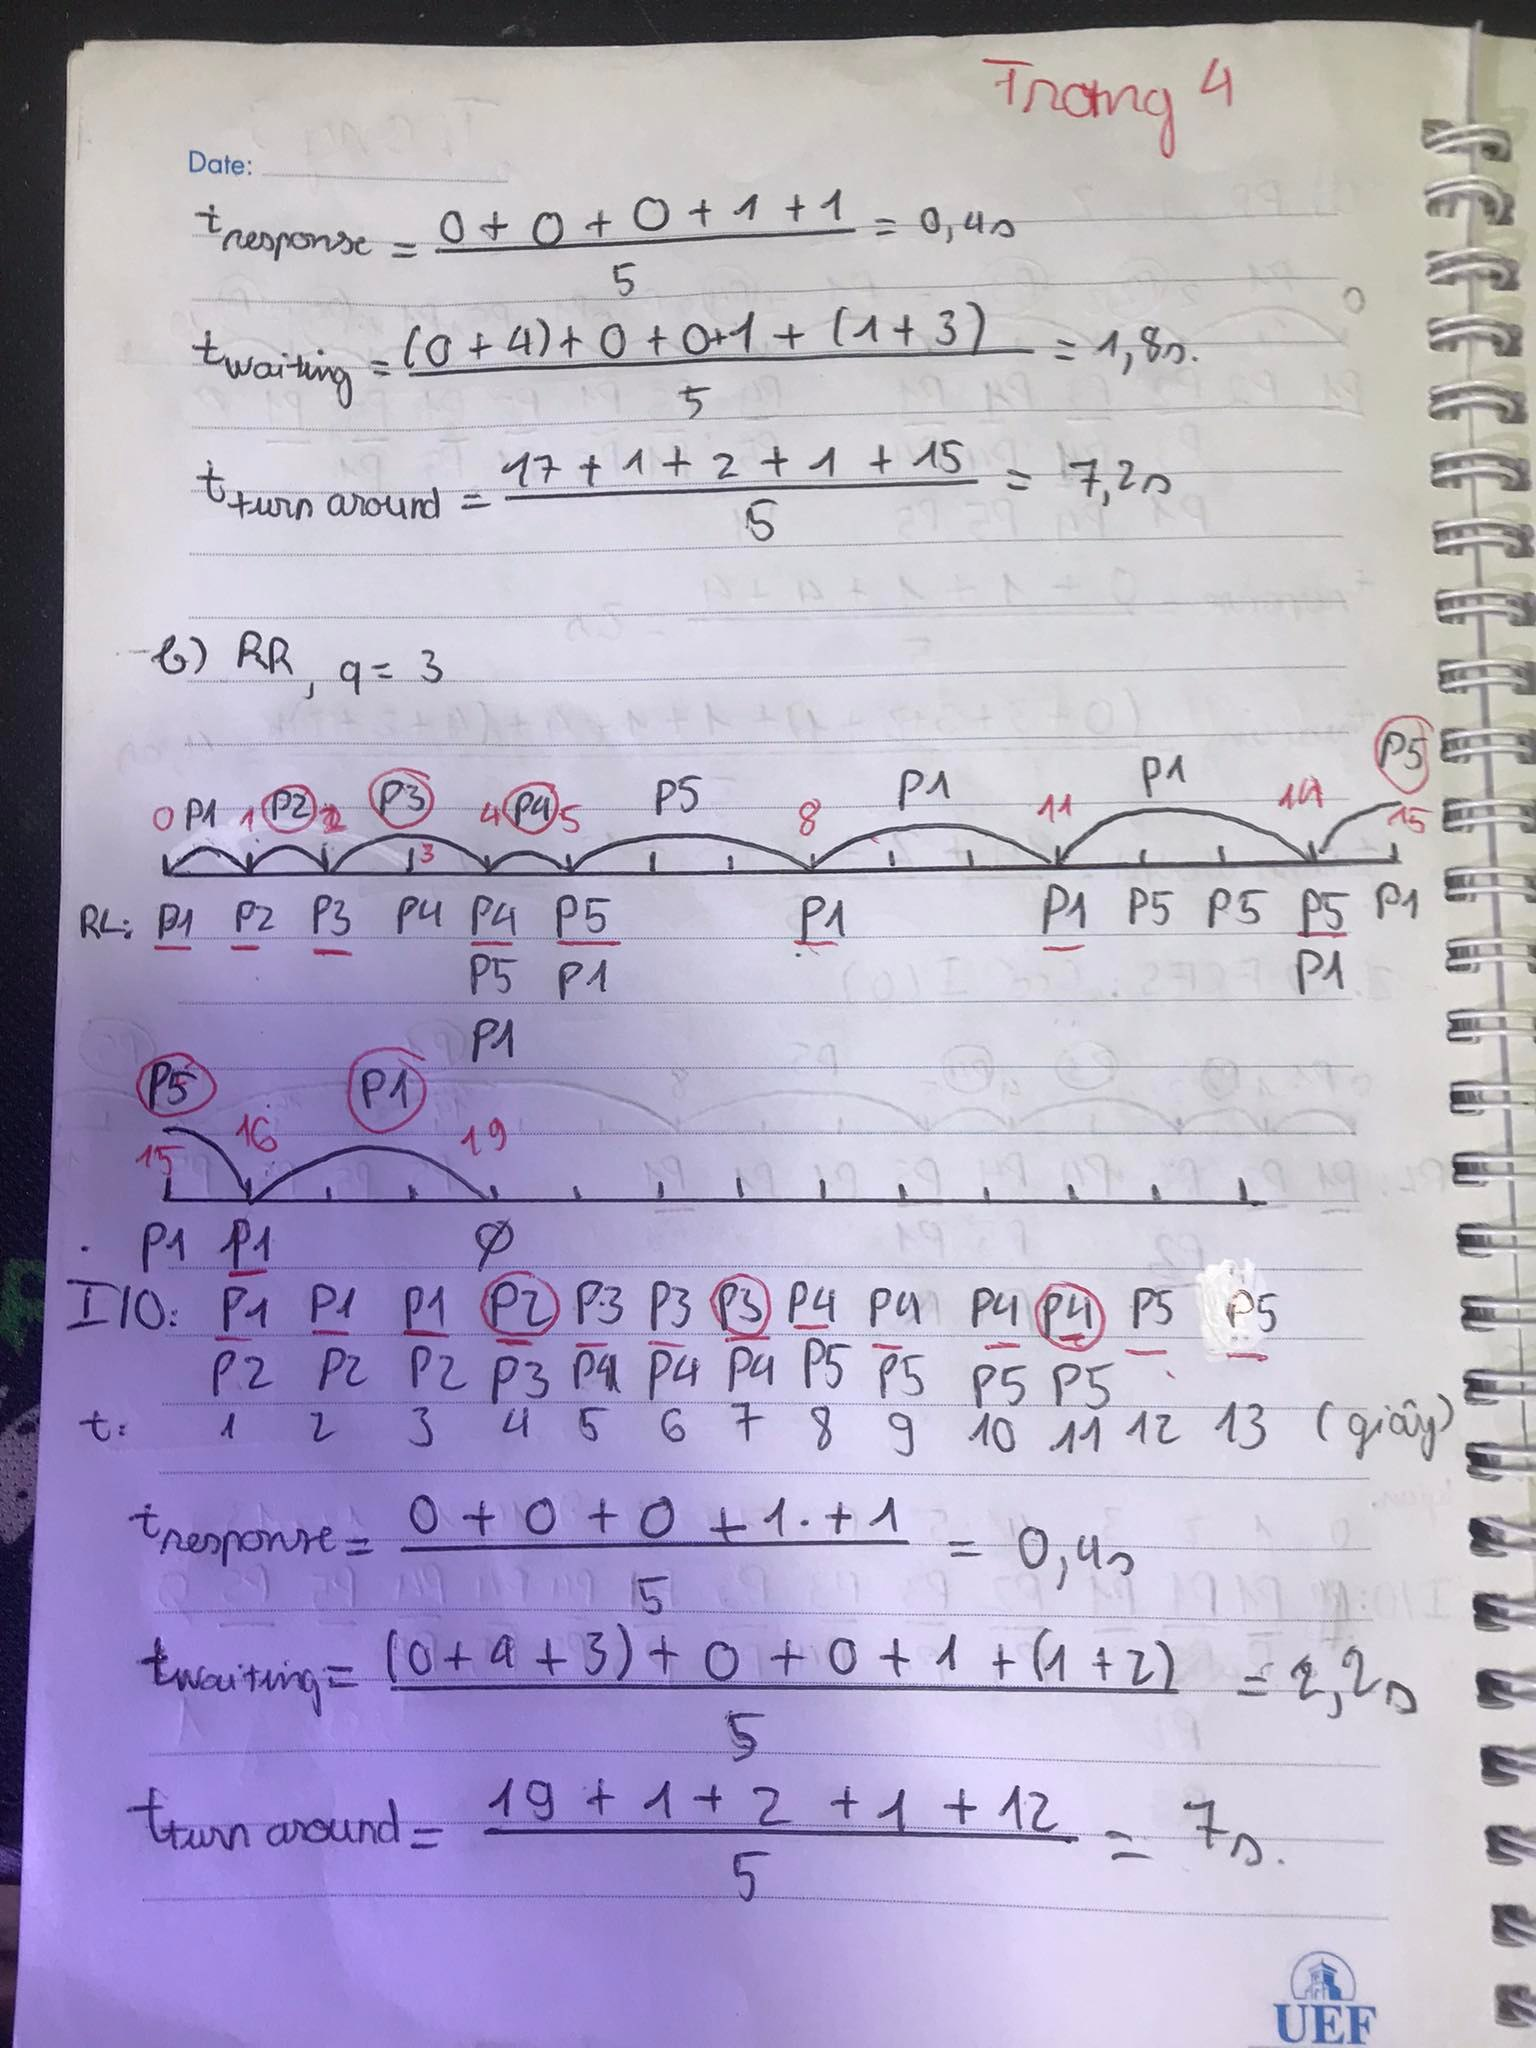 Trang 4
Date:
t response = (0 + 0 + 0 + 1 + 1) / 5 = 0,4s
t waiting = ((0 + 4) + 0 + 0+1 + (1 + 3)) / 5 = 1,8s.
t turn around = (17 + 1 + 2 + 1 + 15) / 5 = 7,2s
b) RR, q = 3
P1 P2 P3 P4 P5 P1 P1 P5
0 1 2 3 4 5 8 11 14 15
RL: P1 P2 P3 P4 P4 P5 P1 P1 P5 P5 P5 P1
P5 P1 P1
P1
P5 P1
15 16 19
P1 P1 Ø
I/O: P1 P1 P1 P2 P3 P3 P3 P4 P4 P4 P4 P5 P5
P2 P2 P2 P3 P4 P4 P4 P5 P5 P5 P5
t: 1 2 3 4 5 6 7 8 9 10 11 12 13 (giây)
t response = (0 + 0 + 0 + 1 + 1) / 5 = 0,4s
t waiting = ((0 + 4 + 3) + 0 + 0 + 1 + (1 + 2)) / 5 = 2,2s
t turn around = (19 + 1 + 2 + 1 + 12) / 5 = 7s.
UEF